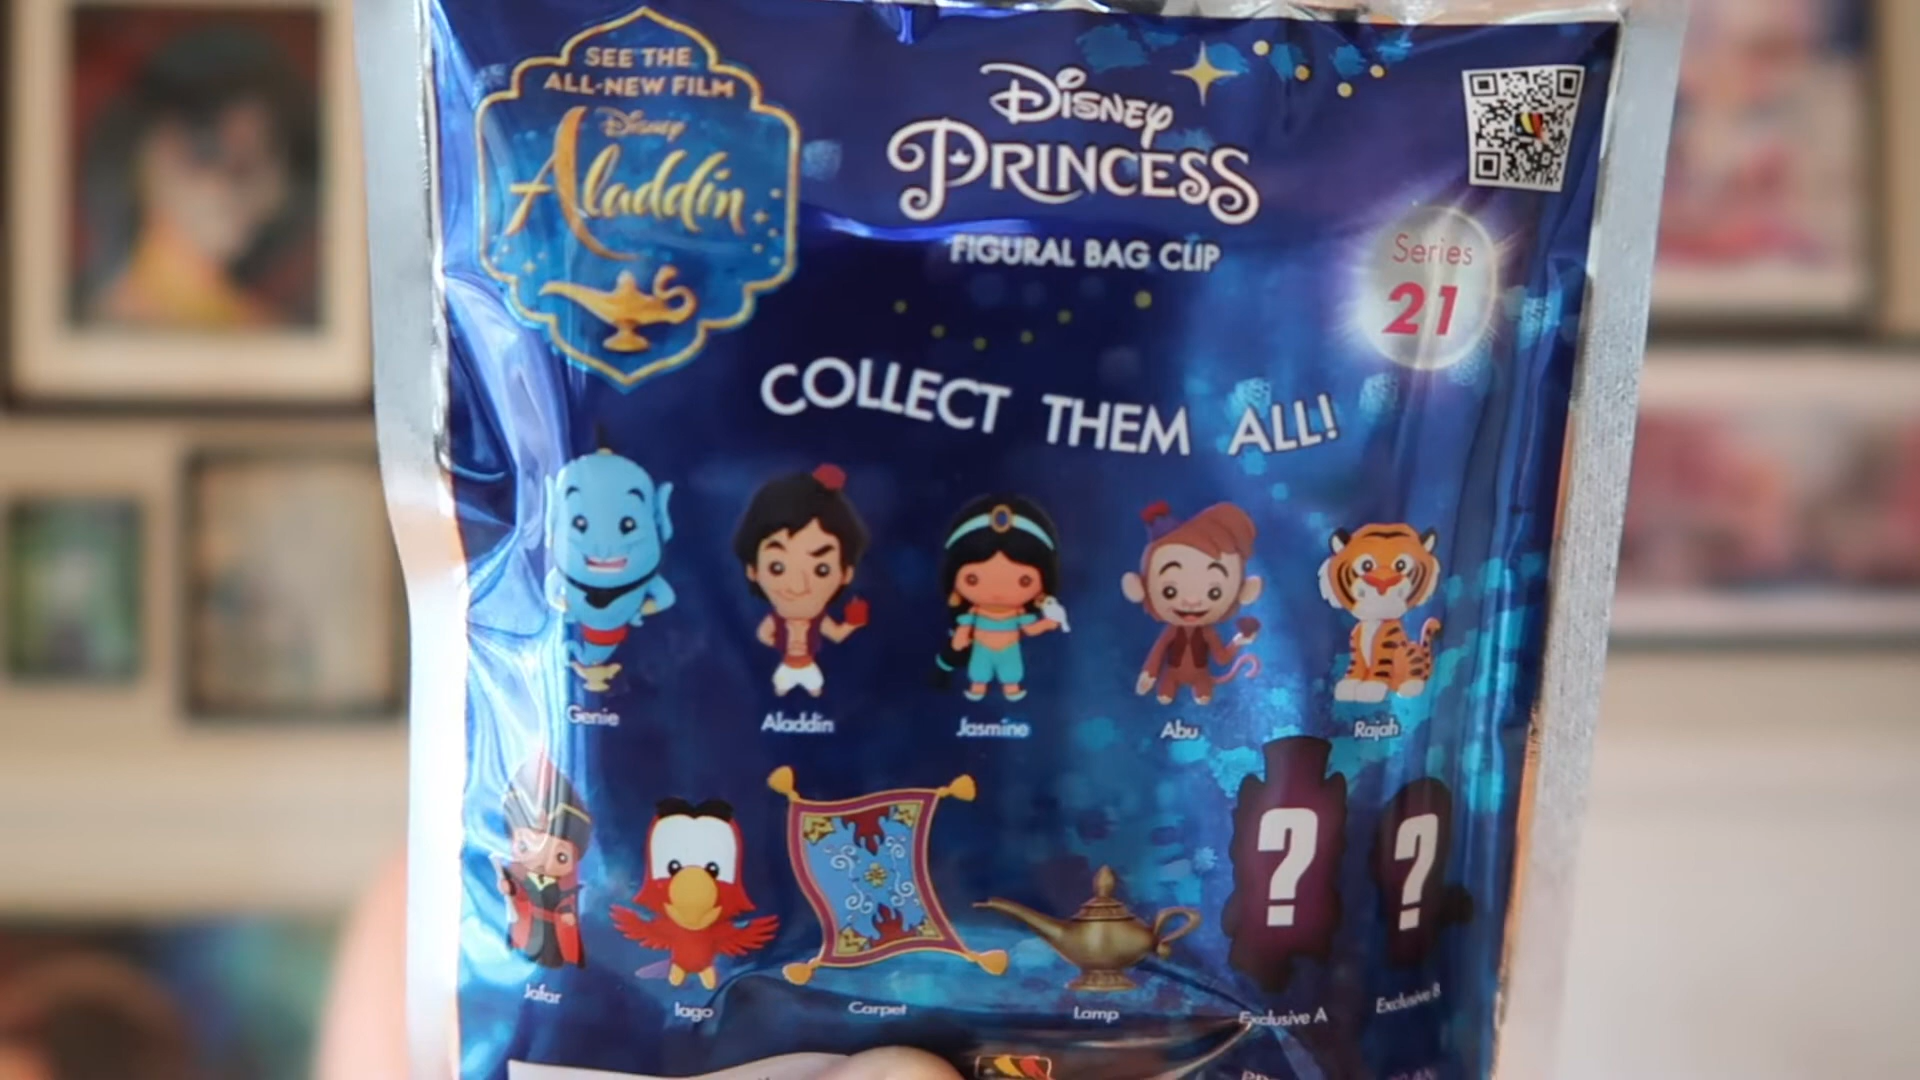 SEE THE
ALL-NEW FILM
Disney
Aladdin
Disney
PRINCESS
FIGURAL BAG CLIP
Series
21
COLLECT THEM ALL!
Genie
Aladdin
Jasmine
Abu
Rajah
? ?
Jafar
Iago
Carpet
Lamp
Exclusive A
Exclusive B